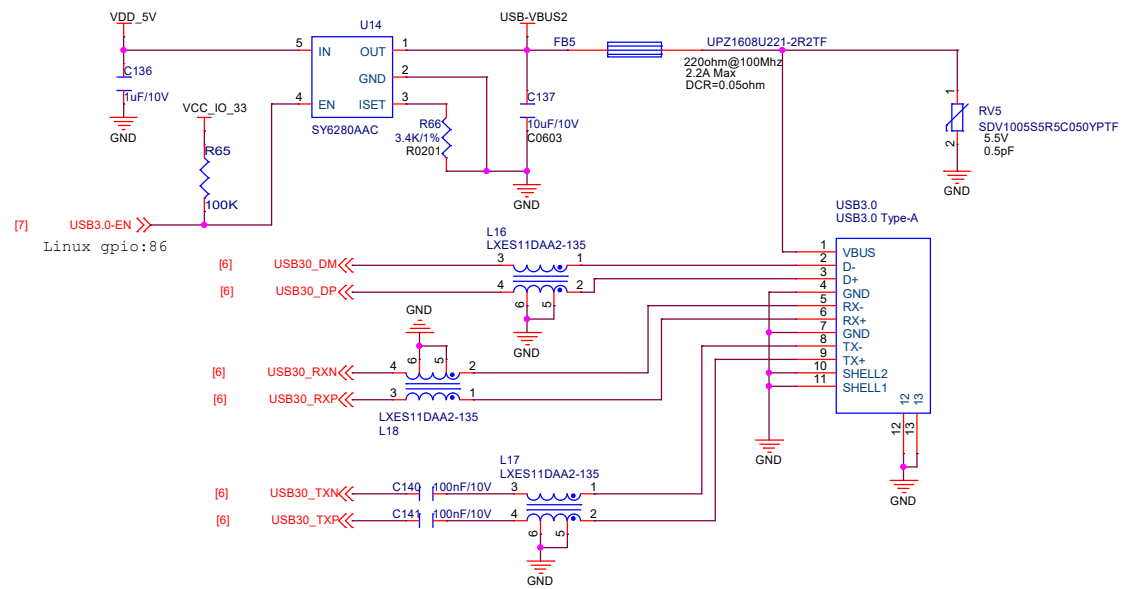 VDD_5V
U14
USB-VBUS2
5
IN
OUT
1
FB5
UPZ1608U221-2R2TF
220ohm@100Mhz
2.2A Max
DCR=0.05ohm
C136
1uF/10V
GND
GND
2
4
EN
ISET
3
SY6280AAC
C137
10uF/10V
C0603
VCC_IO_33
R66
3.4K/1%
R0201
1
RV5
SDV1005S5R5C050YPTF
5.5V
0.5pF
2
GND
R65
100K
GND
[7]
USB3.0-EN
Linux gpio:86
USB3.0
USB3.0 Type-A
L16
LXES11DAA2-135
[6]
USB30_DM
3
1
[6]
USB30_DP
4
2
6
5
GND
1
VBUS
2
D-
3
D+
4
GND
5
RX-
6
RX+
7
GND
8
TX-
9
TX+
10
SHELL2
11
SHELL1
12
13
12
13
GND
GND
GND
6
5
[6]
USB30_RXN
4
2
[6]
USB30_RXP
3
1
LXES11DAA2-135
L18
L17
LXES11DAA2-135
[6]
USB30_TXN
C140
100nF/10V
3
1
[6]
USB30_TXP
C141
100nF/10V
4
2
6
5
GND